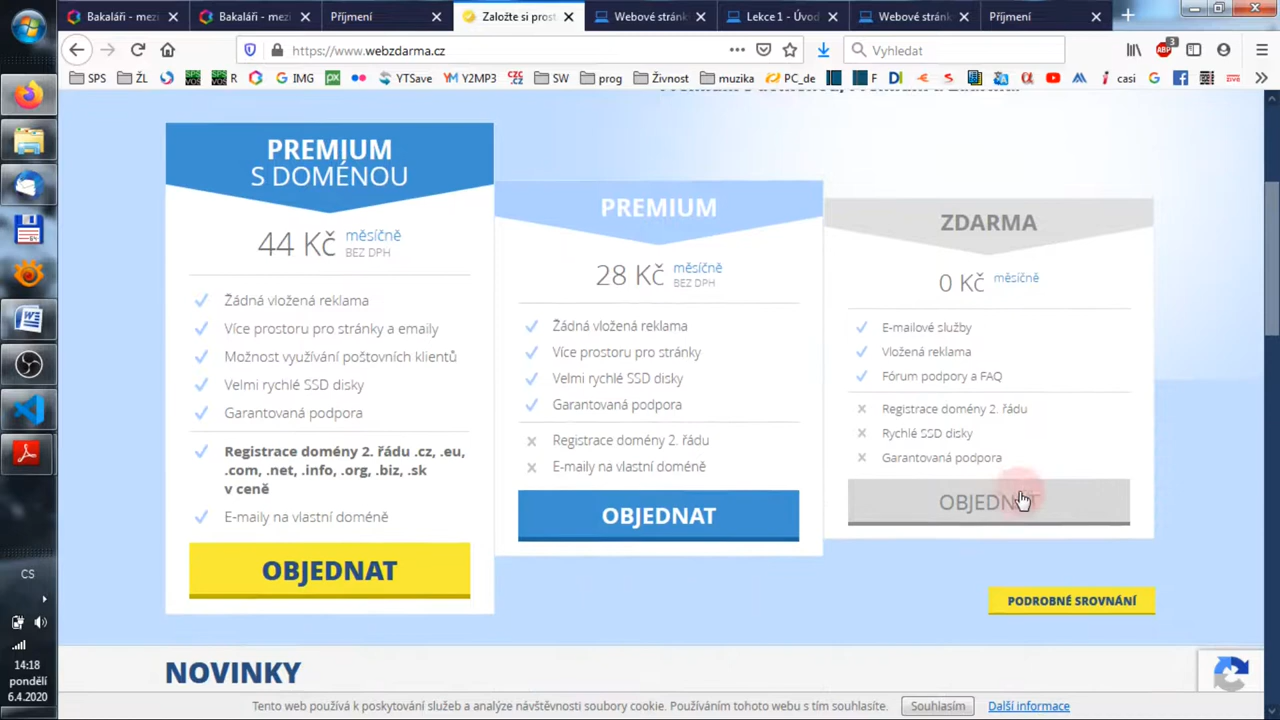 Bakaláři - mezi
Bakaláři - mezi
Příjmení
Založte si prost
Webové stránk
Lekce 1 - Úvod
Webové stránk
Příjmení
https://www.webzdarma.cz
Vyhledat
3
SPS
ŽL
R
IMG
YTSave
Y2MP3
SW
prog
Živnost
muzika
PC_de
F
casi
PREMIUM
S DOMÉNOU
44 Kč měsíčně
BEZ DPH
Žádná vložená reklama
Více prostoru pro stránky a emaily
Možnost využívání poštovních klientů
Velmi rychlé SSD disky
Garantovaná podpora
Registrace domény 2. řádu .cz, .eu,
.com, .net, .info, .org, .biz, .sk
v ceně
E-maily na vlastní doméně
OBJEDNAT
PREMIUM
28 Kč měsíčně
BEZ DPH
Žádná vložená reklama
Více prostoru pro stránky
Velmi rychlé SSD disky
Garantovaná podpora
Registrace domény 2. řádu
E-maily na vlastní doméně
OBJEDNAT
ZDARMA
0 Kč měsíčně
E-mailové služby
Vložená reklama
Fórum podpory a FAQ
Registrace domény 2. řádu
Rychlé SSD disky
Garantovaná podpora
OBJEDNAT
PODROBNÉ SROVNÁNÍ
NOVINKY
Tento web používá k poskytování služeb a analýze návštěvnosti soubory cookie. Používáním tohoto webu s tím souhlasíte.
Souhlasím
Další informace
CS
14:18
pondělí
6.4.2020